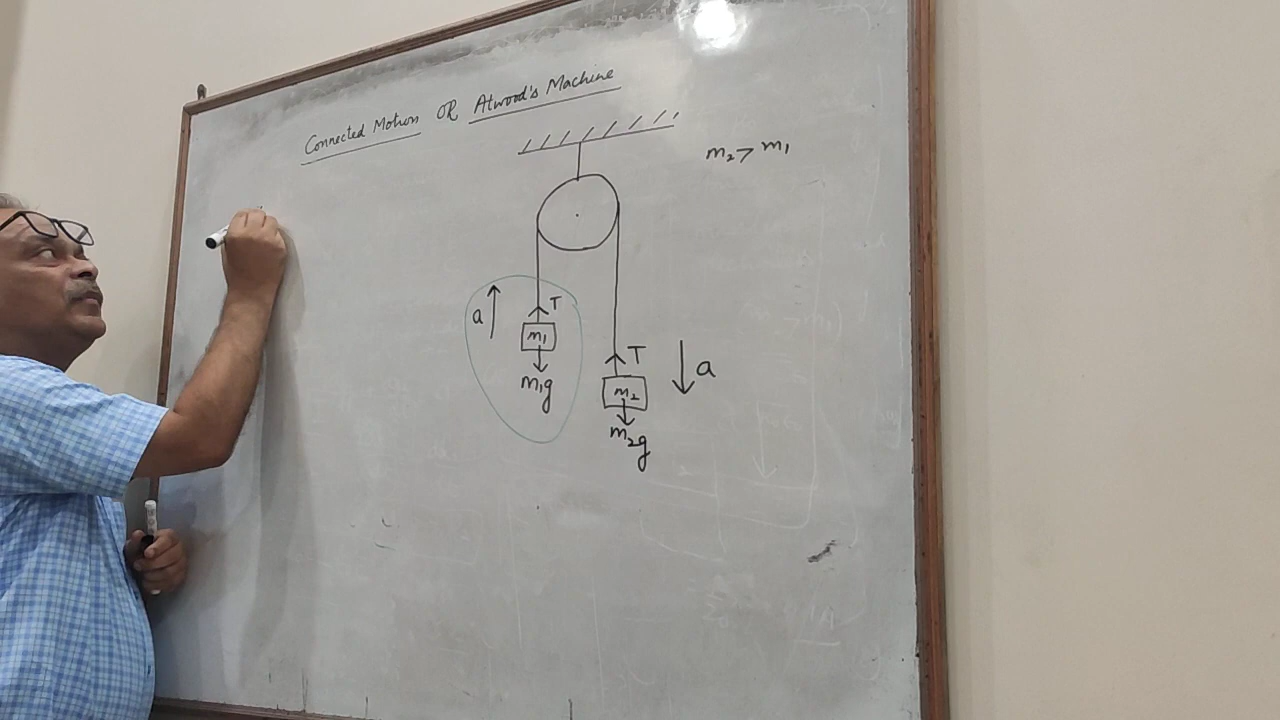 Connected Motion OR Atwood's Machine
m₂ > m₁
a
T
m₁
m₁g
T
a
m₂
m₂g